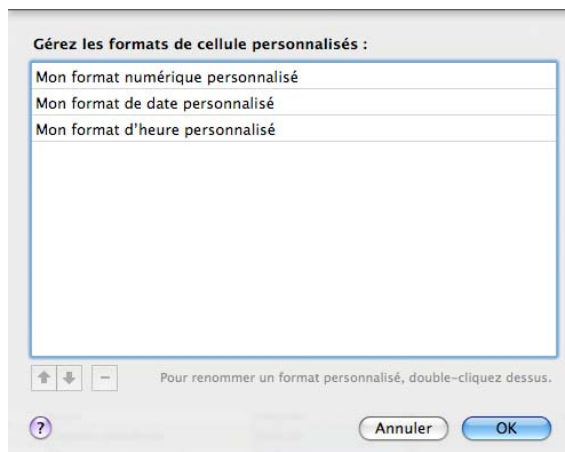 Gérez les formats de cellule personnalisés :
Mon format numérique personnalisé
Mon format de date personnalisé
Mon format d'heure personnalisé
Pour renommer un format personnalisé, double-cliquez dessus.
?
Annuler
OK